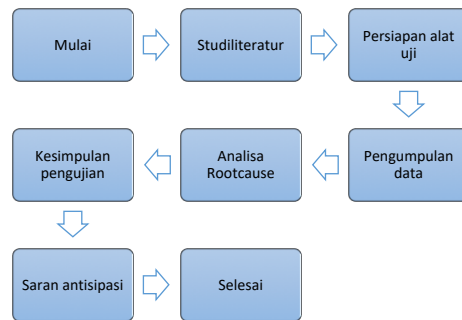 Mulai
Studiliteratur
Persiapan alat
uji
Pengumpulan
data
Analisa
Rootcause
Kesimpulan
pengujian
Saran antisipasi
Selesai